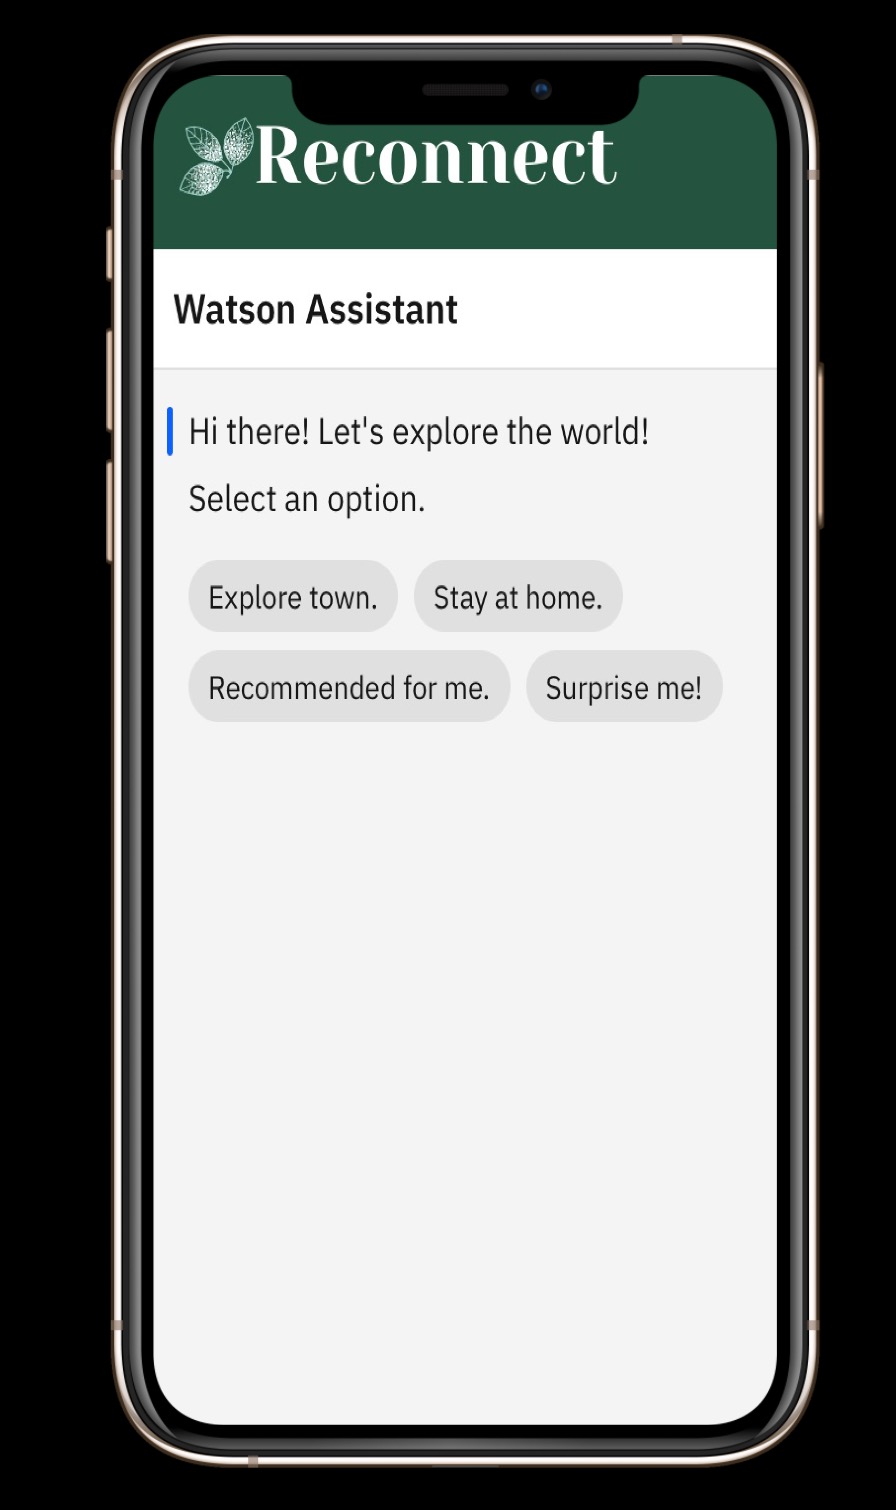 Reconnect
Watson Assistant
Hi there! Let's explore the world!
Select an option.
Explore town. Stay at home.
Recommended for me. Surprise me!